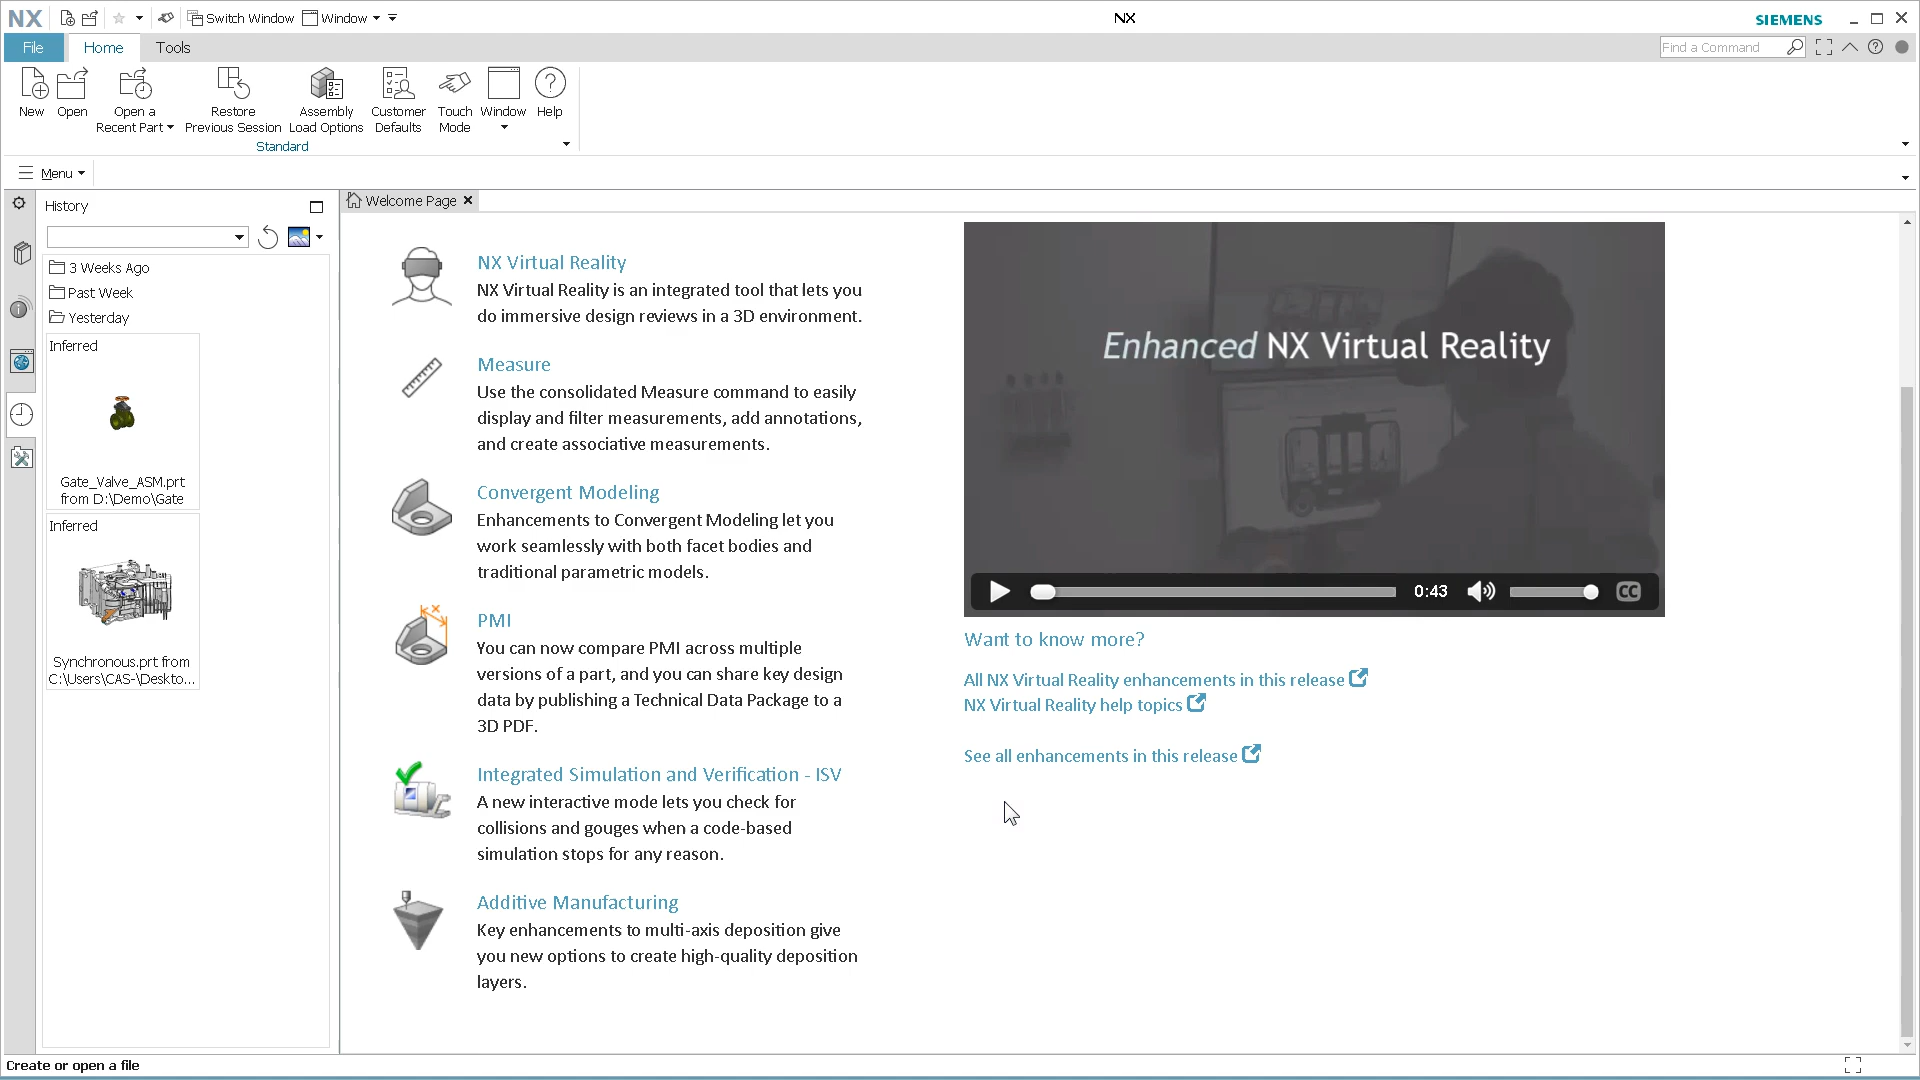 NX
Switch Window
Window
NX
SIEMENS
File
Home
Tools
Find a Command
New
Open
Open a
Recent Part
Restore
Previous Session
Assembly
Load Options
Customer
Defaults
Touch
Mode
Window
Help
Standard
Menu
History
Welcome Page
3 Weeks Ago
Past Week
Yesterday
Inferred
Gate_Valve_ASM.prt
from D:\Demo\Gate
Inferred
Synchronous.prt from
C:\Users\CAS-\Deskto...
NX Virtual Reality
NX Virtual Reality is an integrated tool that lets you
do immersive design reviews in a 3D environment.
Measure
Use the consolidated Measure command to easily
display and filter measurements, add annotations,
and create associative measurements.
Convergent Modeling
Enhancements to Convergent Modeling let you
work seamlessly with both facet bodies and
traditional parametric models.
PMI
You can now compare PMI across multiple
versions of a part, and you can share key design
data by publishing a Technical Data Package to a
3D PDF.
Integrated Simulation and Verification - ISV
A new interactive mode lets you check for
collisions and gouges when a code-based
simulation stops for any reason.
Additive Manufacturing
Key enhancements to multi-axis deposition give
you new options to create high-quality deposition
layers.
Enhanced NX Virtual Reality
0:43
CC
Want to know more?
All NX Virtual Reality enhancements in this release
NX Virtual Reality help topics
See all enhancements in this release
Create or open a file